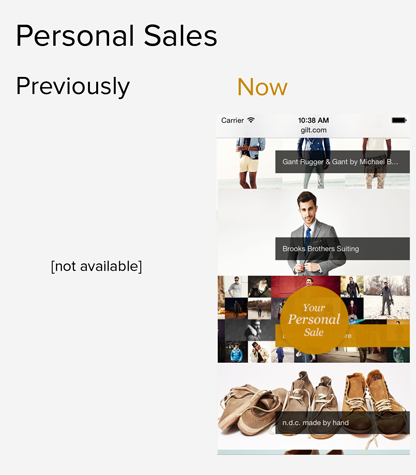 Personal Sales
Previously
Now
[not available]
Carrier
10:38 AM
gilt.com
Gant Rugger & Gant by Michael B...
Brooks Brothers Suiting
Your
Personal
Sale
n.d.c. made by hand